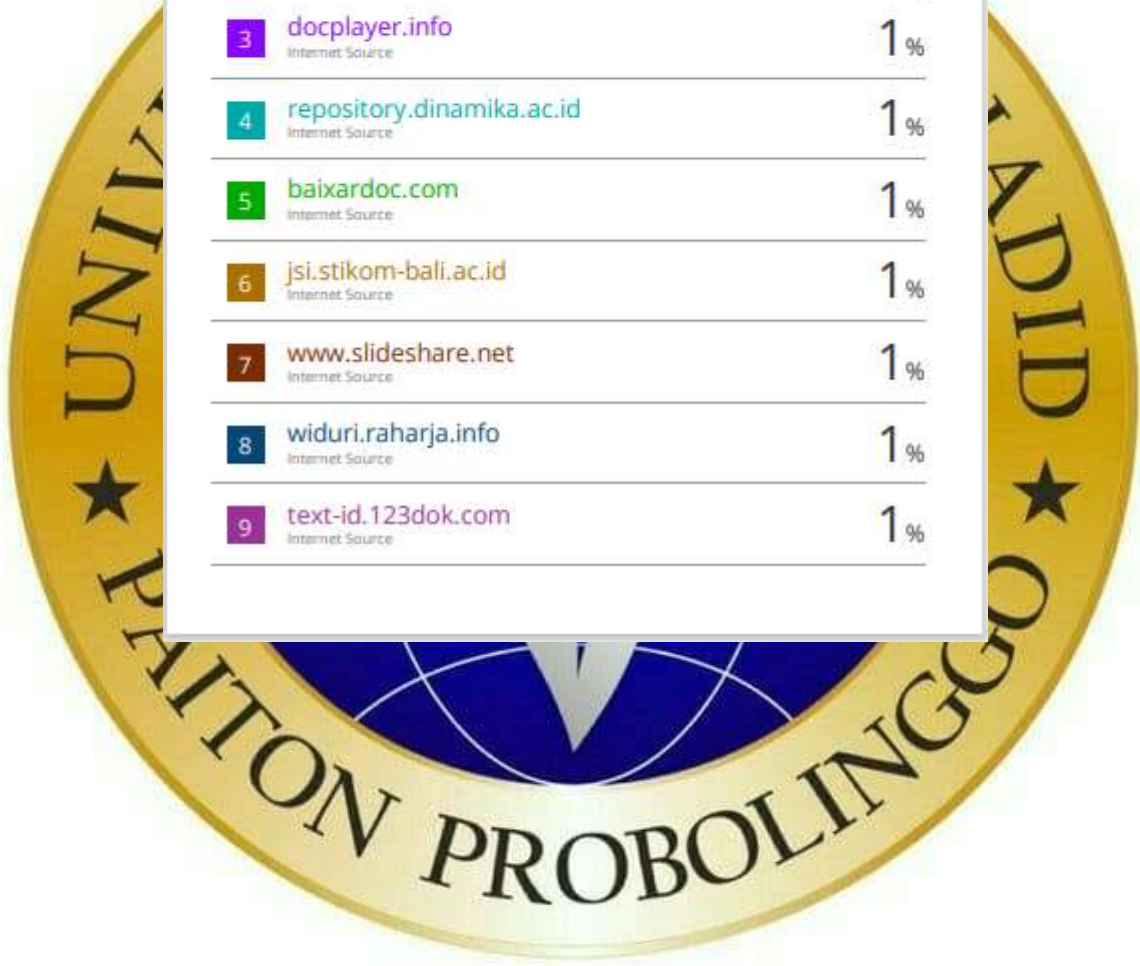 3 docplayer.info 1%
Internet Source
4 repository.dinamika.ac.id 1%
Internet Source
5 baixardoc.com 1%
Internet Source
6 jsi.stikom-bali.ac.id 1%
Internet Source
7 www.slideshare.net 1%
Internet Source
8 widuri.raharja.info 1%
Internet Source
9 text-id.123dok.com 1%
Internet Source
UNIV
JADID
★ PAITON PROBOLINGGO ★